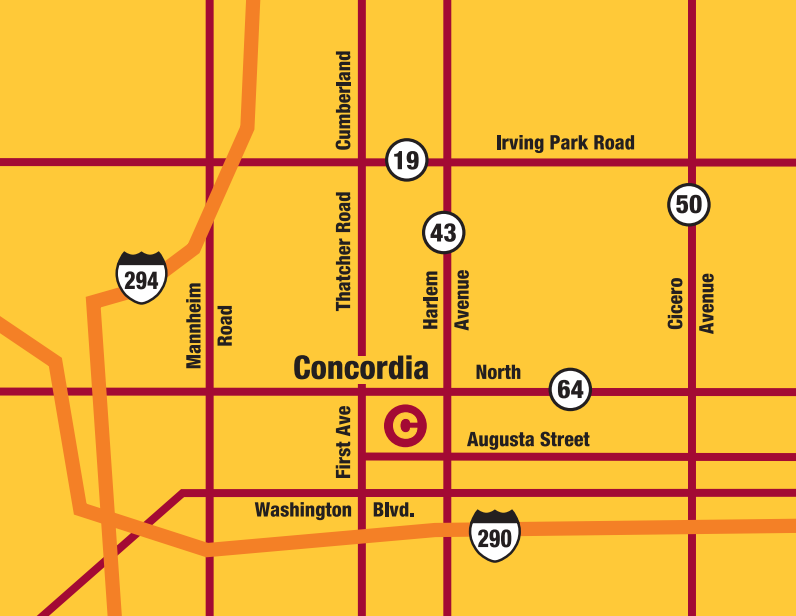 Cumberland
Irving Park Road
19
50
Thatcher Road
43
294
Harlem
Avenue
Cicero
Avenue
Mannheim
Road
Concordia
North
64
First Ave
C
Augusta Street
Washington Blvd.
290